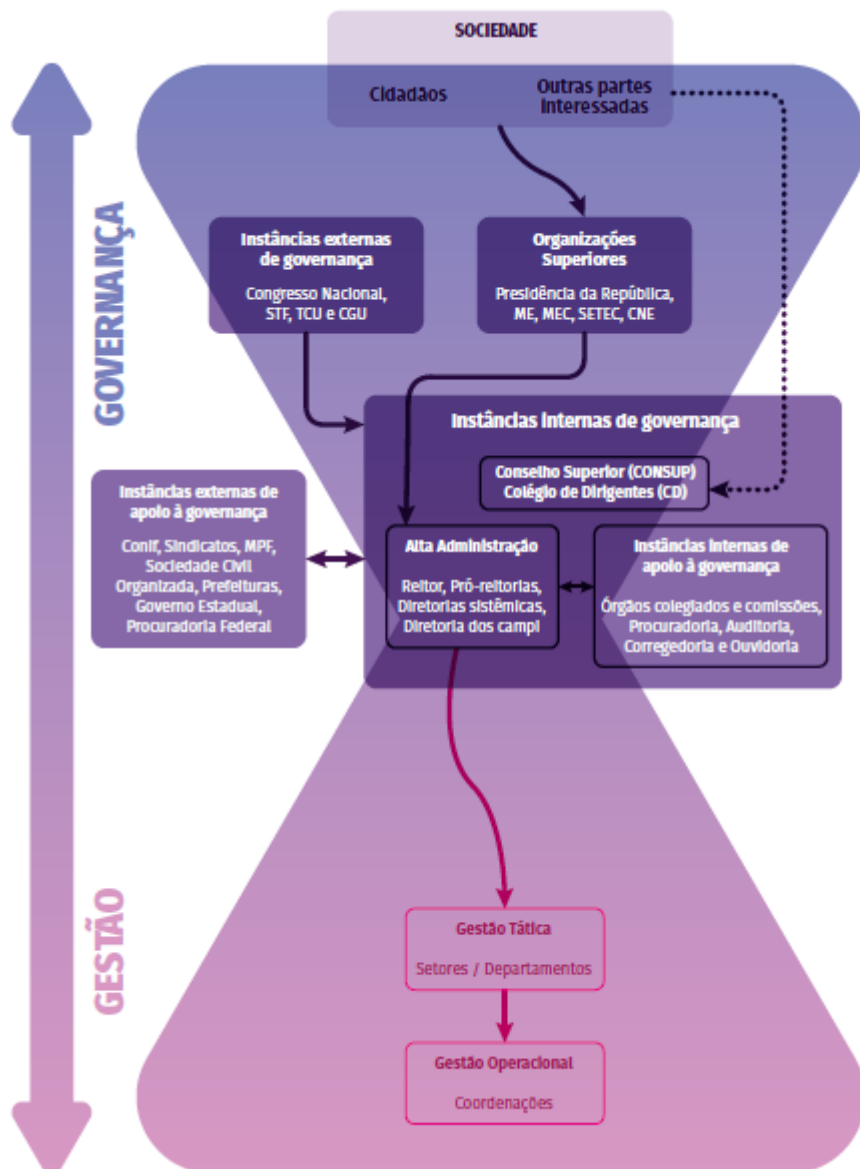 SOCIEDADE
Cidadãos
Outras partes
interessadas
GOVERNANÇA
Instâncias externas
de governança
Congresso Nacional,
STF, TCU e CGU
Organizações
Superiores
Presidência da República,
ME, MEC, SETEC, CNE
Instâncias internas de governança
Conselho Superior (CONSUP)
Colégio de Dirigentes (CD)
Instâncias externas de
apoio à governança
Conif, Sindicatos, MPF,
Sociedade Civil
Organizada, Prefeituras,
Governo Estadual,
Procuradoria Federal
Alta Administração
Reitor, Pró-reitorias,
Diretorias sistêmicas,
Diretoria dos campi
Instâncias internas de
apoio à governança
Órgãos colegiados e comissões,
Procuradoria, Auditoria,
Corregedoria e Ouvidoria
GESTÃO
Gestão Tática
Setores / Departamentos
Gestão Operacional
Coordenações